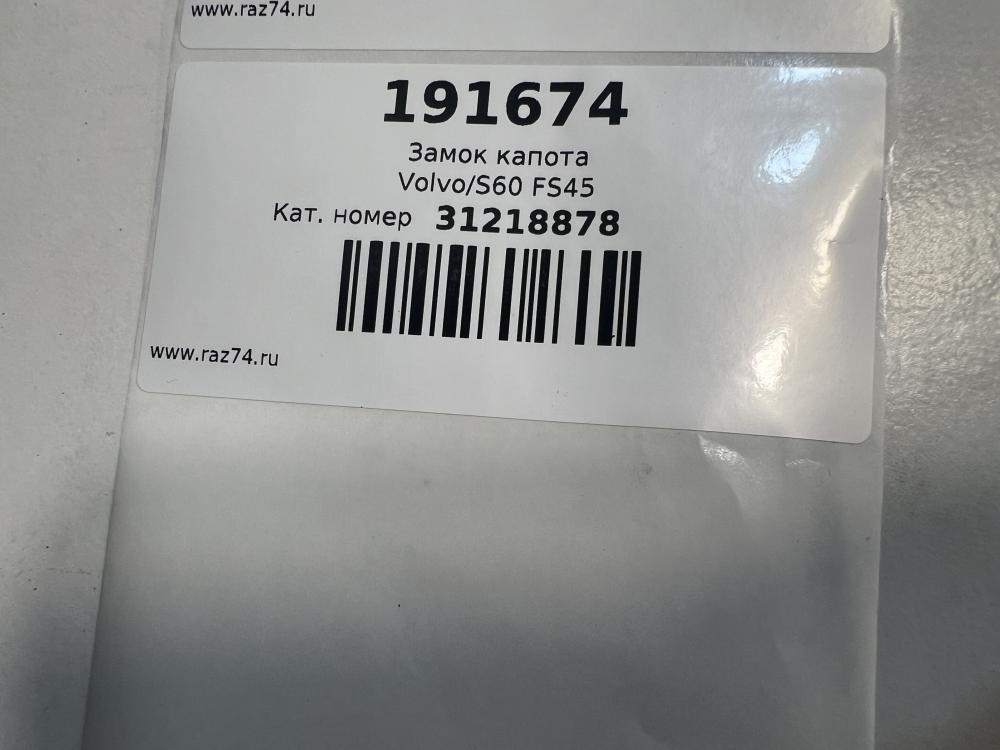 www.raz74.ru
191674
Замок капота
Volvo/S60 FS45
Кат. номер 31218878
www.raz74.ru